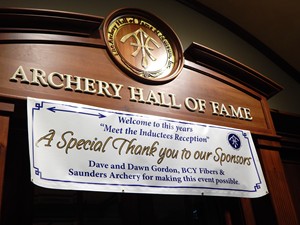 ARCHERY HALL OF FAME
Welcome to this years
"Meet the Inductees Reception"
A Special Thank you to our Sponsors
Dave and Dawn Gordon, BCY Fibers &
Saunders Archery for making this event possible.